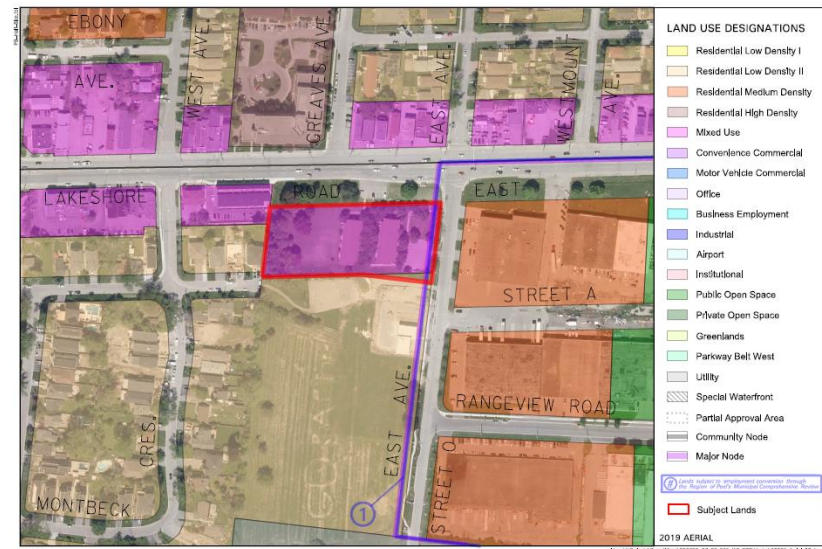 EBONY
AVE.
WEST AVE.
GREAVES AVE.
EAST AVE.
WESTMOUNT AVE.
LAKESHORE ROAD EAST
STREET A
RANGEVIEW ROAD
EAST AVE.
STREET O
CRES.
MONTBECK
1
LAND USE DESIGNATIONS
Residential Low Density I
Residential Low Density II
Residential Medium Density
Residential High Density
Mixed Use
Convenience Commercial
Motor Vehicle Commercial
Office
Business Employment
Industrial
Airport
Institutional
Public Open Space
Private Open Space
Greenlands
Parkway Belt West
Utility
Special Waterfront
Partial Approval Area
Community Node
Major Node
# Lands subject to employment conversion through
the Region of Peel's Municipal Comprehensive Review
Subject Lands
2019 AERIAL